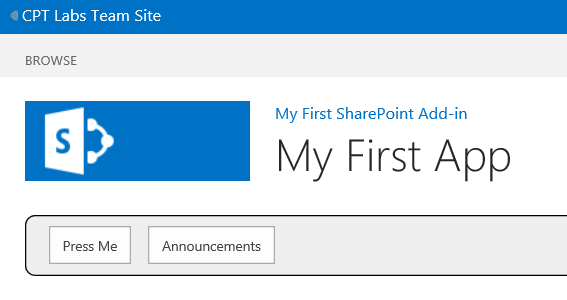 CPT Labs Team Site
BROWSE
S
My First SharePoint Add-in
My First App
Press Me
Announcements